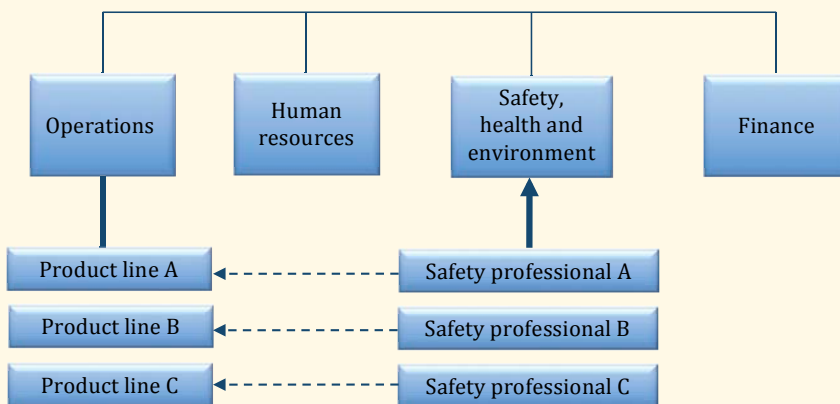 Operations
Human
resources
Safety,
health and
environment
Finance
Product line A
Safety professional A
Product line B
Safety professional B
Product line C
Safety professional C